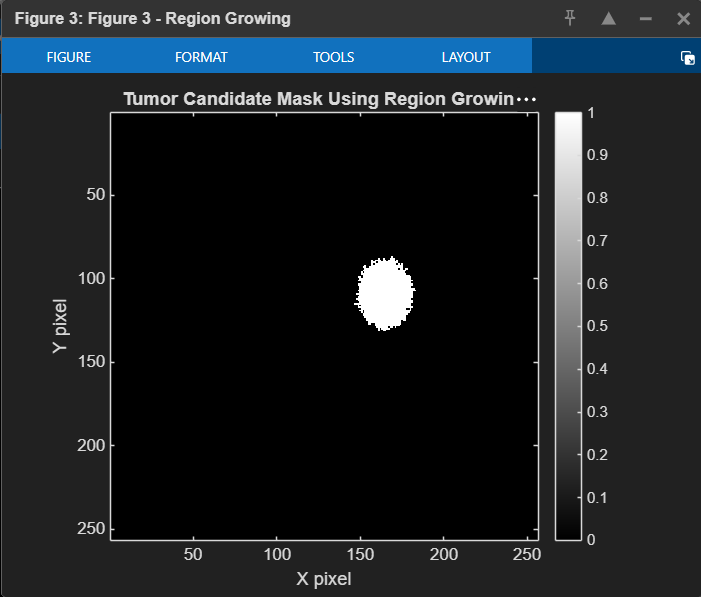 Figure 3: Figure 3 - Region Growing
FIGURE FORMAT TOOLS LAYOUT
Tumor Candidate Mask Using Region Growin...
50
100
150
200
250
Y pixel
50 100 150 200 250
X pixel
1
0.9
0.8
0.7
0.6
0.5
0.4
0.3
0.2
0.1
0